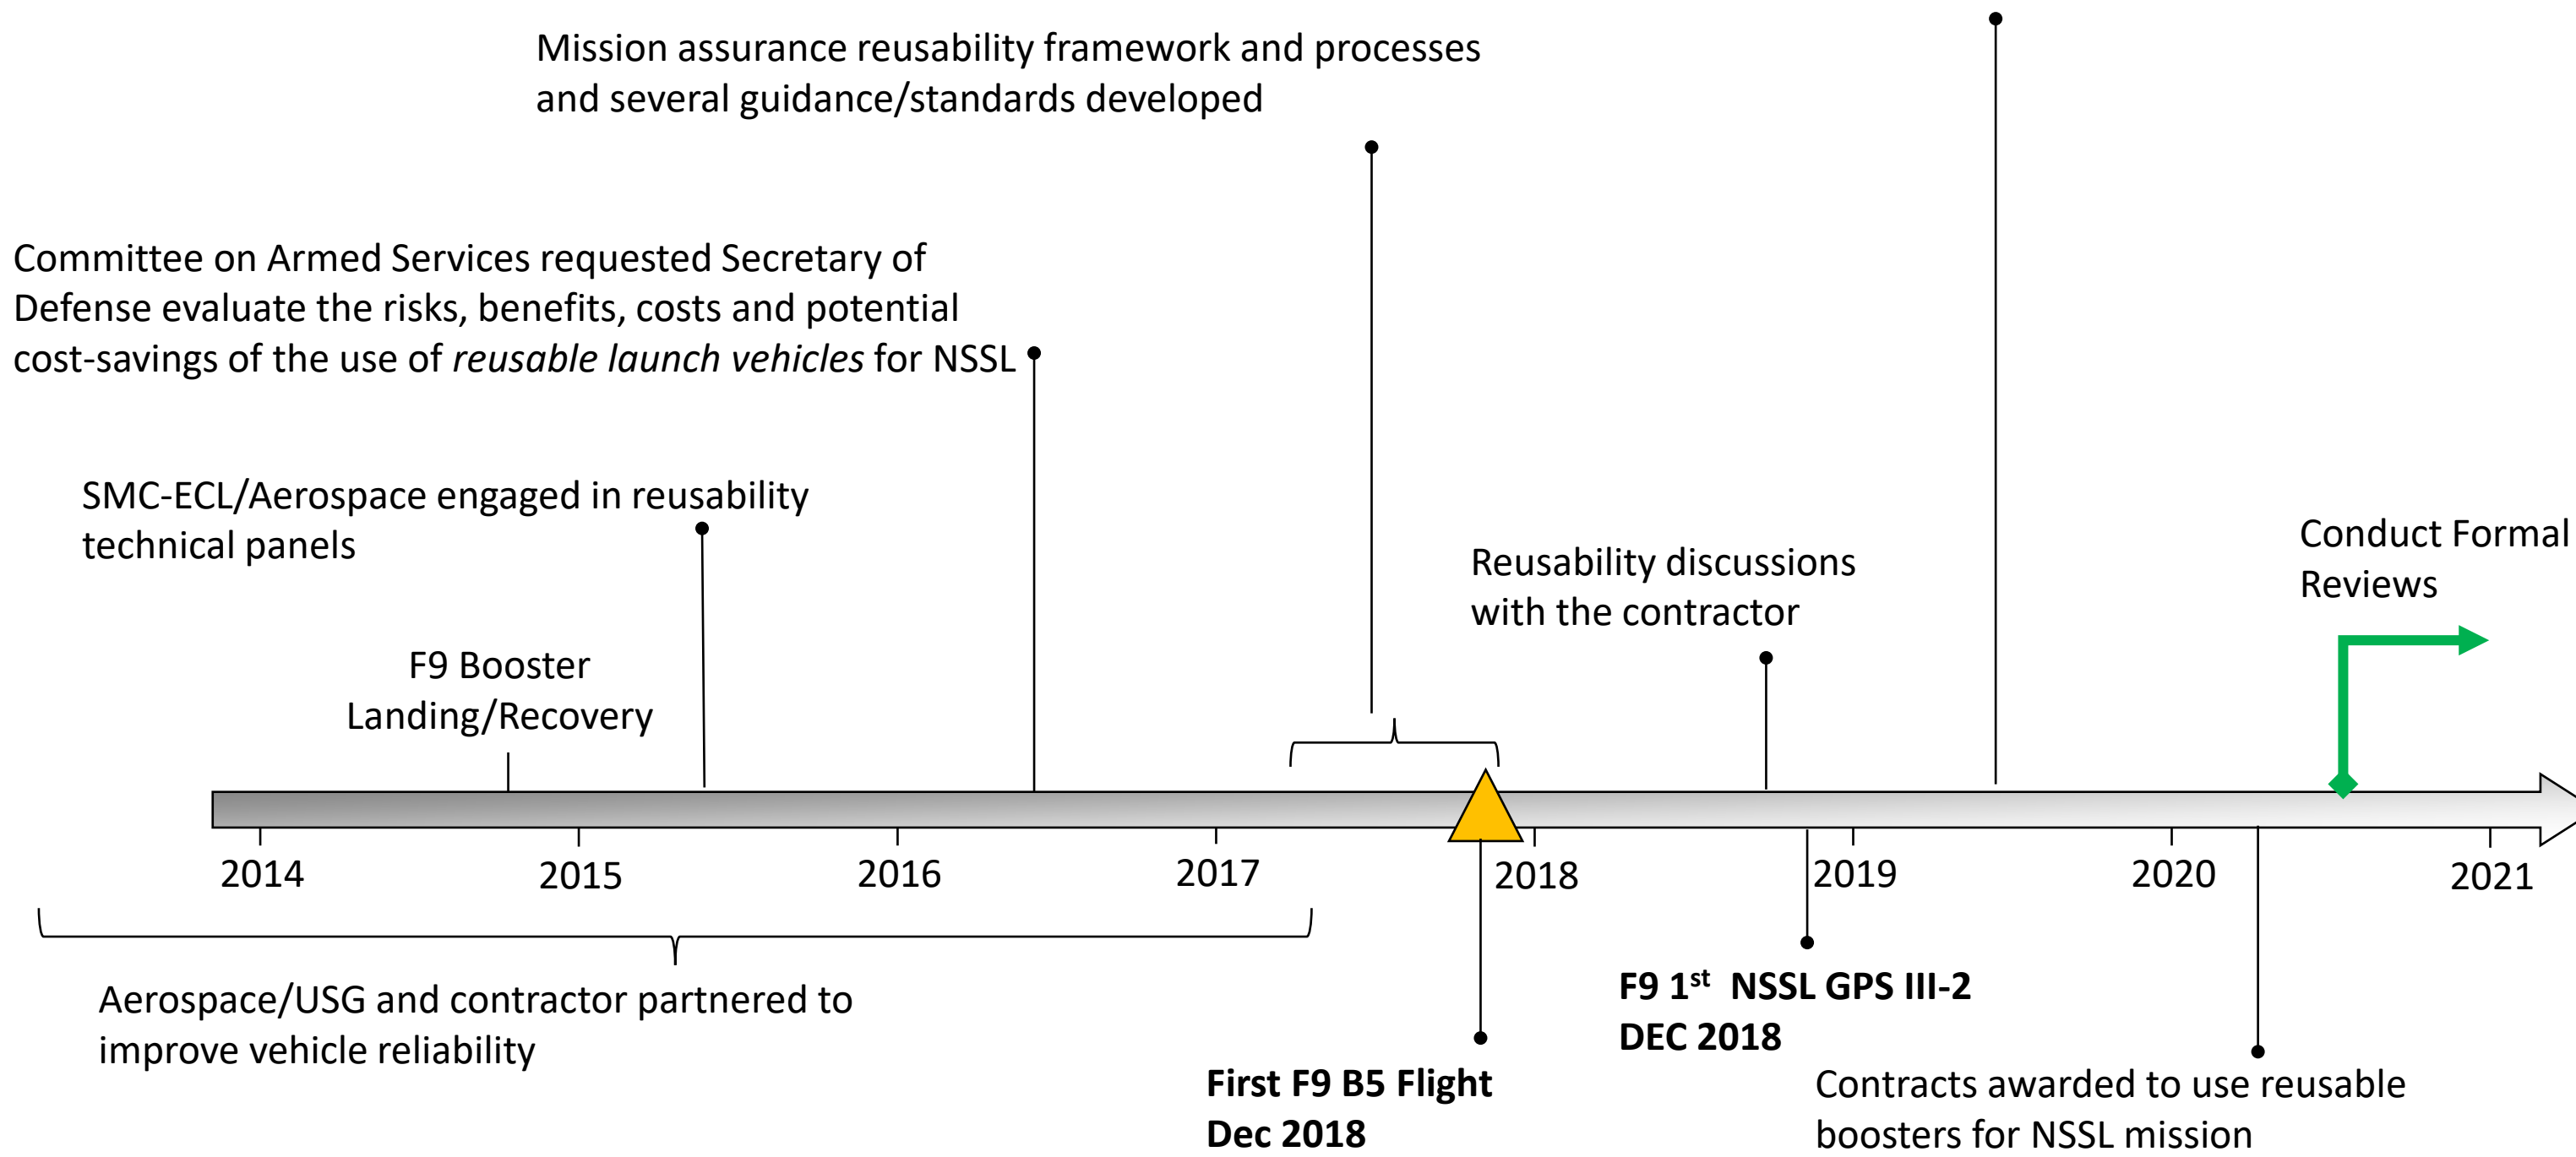 Mission assurance reusability framework and processes
and several guidance/standards developed
Committee on Armed Services requested Secretary of
Defense evaluate the risks, benefits, costs and potential
cost-savings of the use of reusable launch vehicles for NSSL
SMC-ECL/Aerospace engaged in reusability
technical panels
Conduct Formal
Reviews
Reusability discussions
with the contractor
F9 Booster
Landing/Recovery
2014
2015
2016
2017
2018
2019
2020
2021
Aerospace/USG and contractor partnered to
improve vehicle reliability
F9 1st NSSL GPS III-2
DEC 2018
First F9 B5 Flight
Dec 2018
Contracts awarded to use reusable
boosters for NSSL mission